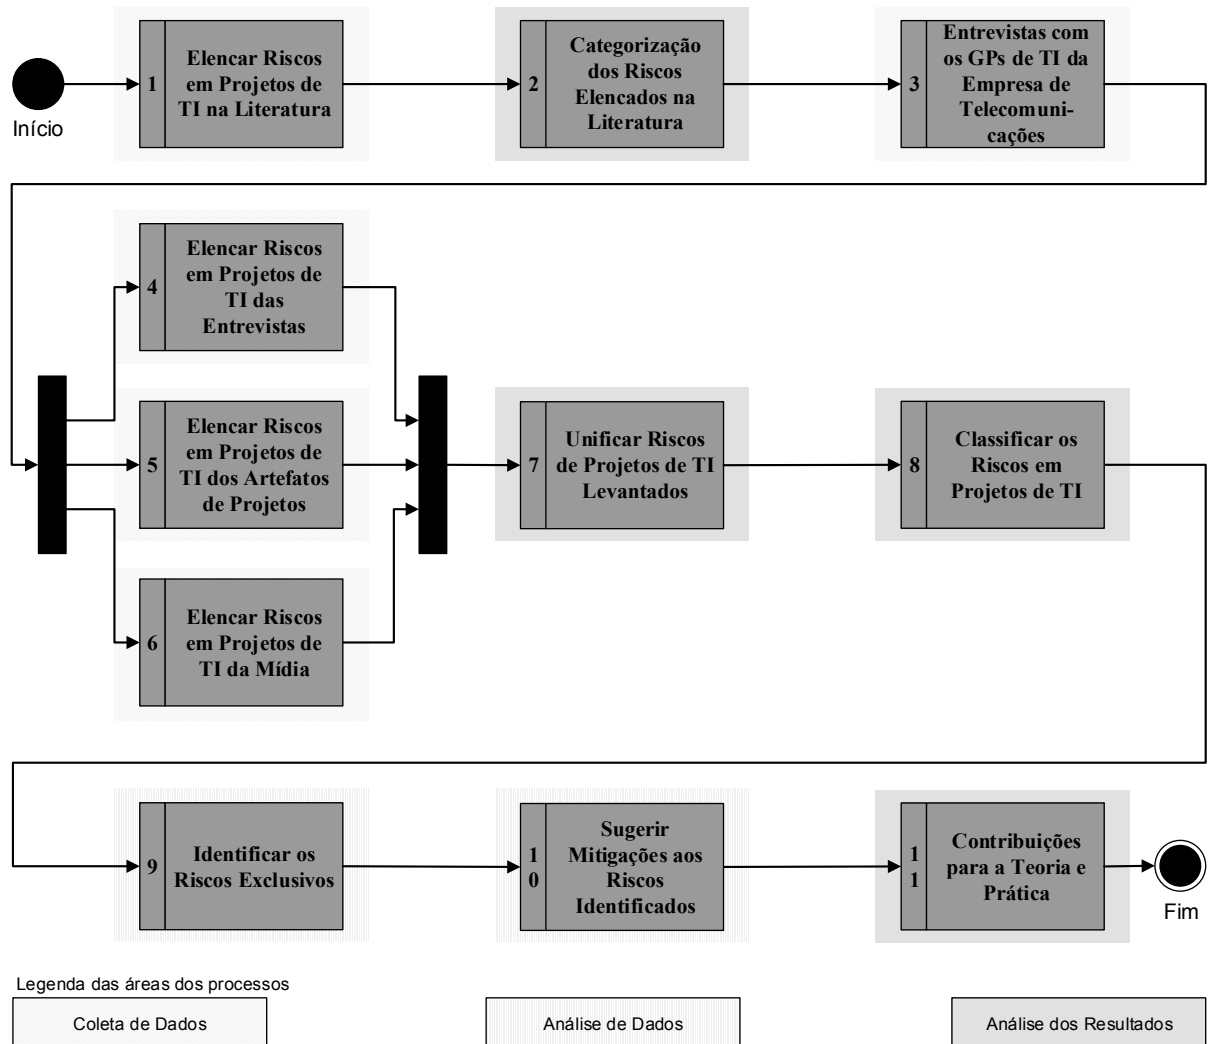 Início
1
Elencar Riscos
em Projetos de
TI na Literatura
2
Categorização
dos Riscos
Elencados na
Literatura
3
Entrevistas com
os GPs de TI da
Empresa de
Telecomuni-
cações
4
Elencar Riscos
em Projetos de
TI das
Entrevistas
5
Elencar Riscos
em Projetos de
TI dos Artefatos
de Projetos
6
Elencar Riscos
em Projetos de
TI da Mídia
7
Unificar Riscos
de Projetos de TI
Levantados
8
Classificar os
Riscos em
Projetos de TI
9
Identificar os
Riscos Exclusivos
1
0
Sugerir
Mitigações aos
Riscos
Identificados
1
1
Contribuições
para a Teoria e
Prática
Fim
Legenda das áreas dos processos
Coleta de Dados
Análise de Dados
Análise dos Resultados